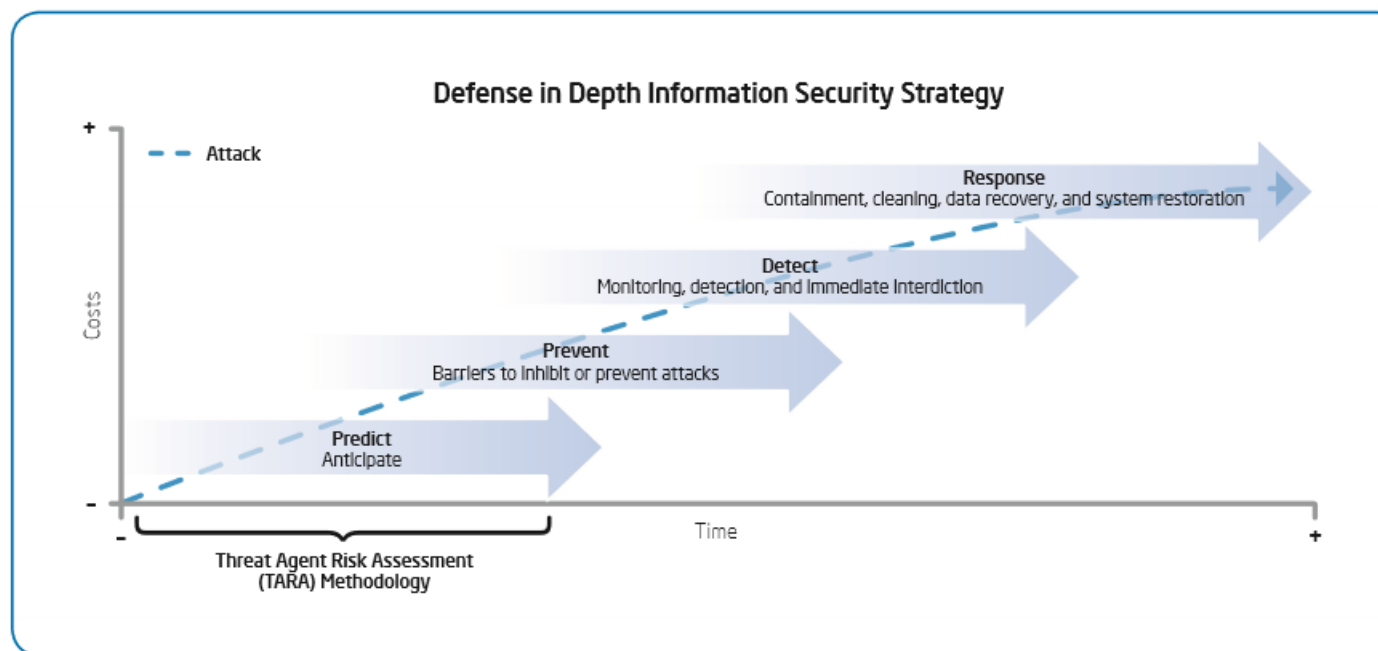 Defense in Depth Information Security Strategy
+
Attack
Response
Containment, cleaning, data recovery, and system restoration
Detect
Monitoring, detection, and immediate interdiction
Costs
Prevent
Barriers to inhibit or prevent attacks
Predict
Anticipate
-
-
Time
+
Threat Agent Risk Assessment
(TARA) Methodology